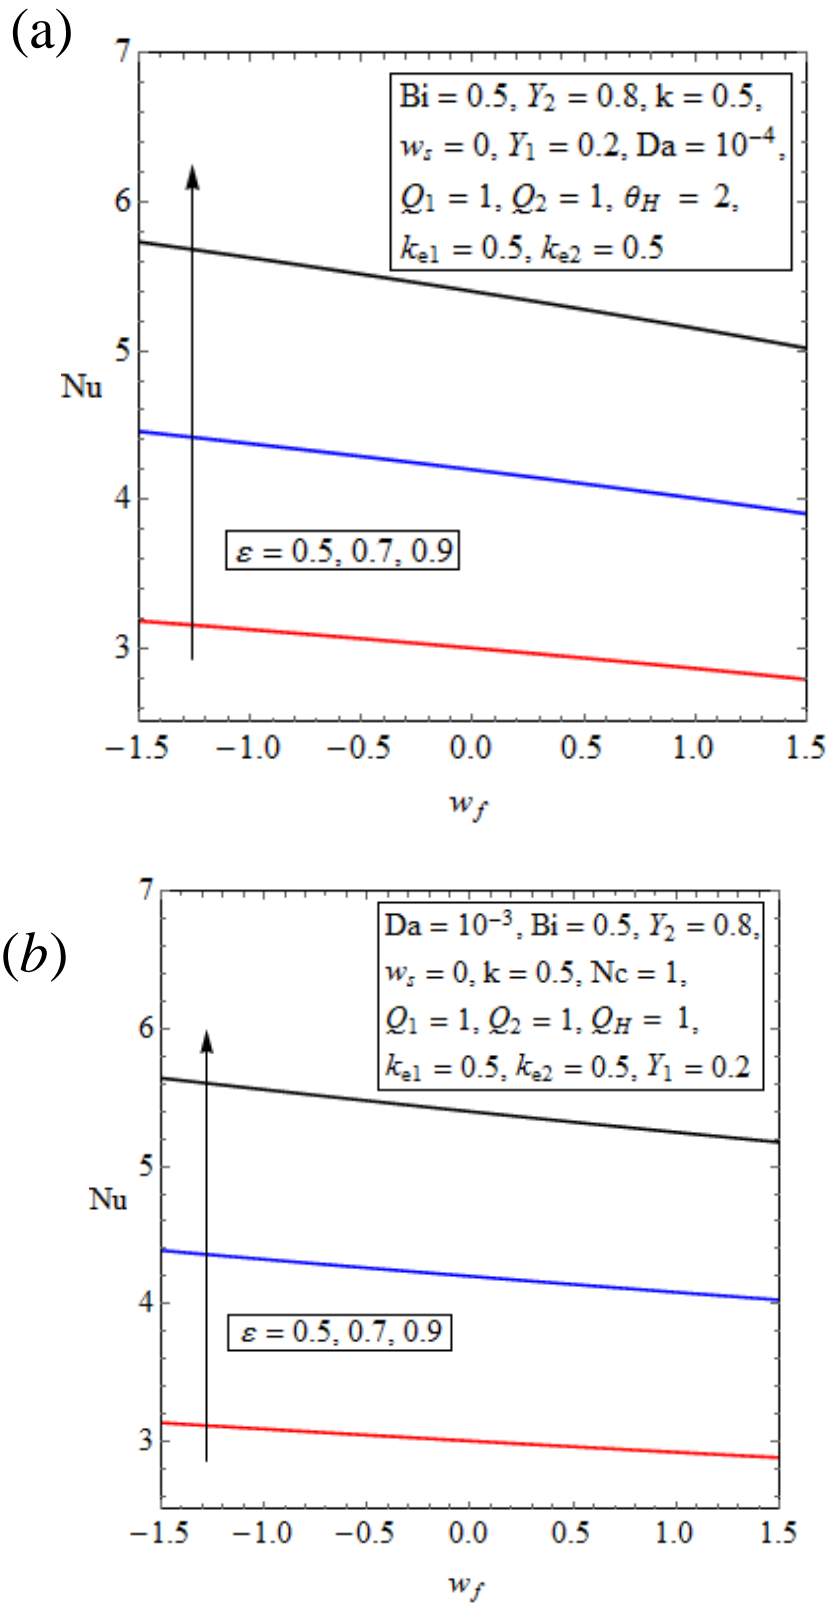 (a)
7
Bi = 0.5, Y₂ = 0.8, k = 0.5,
wₛ = 0, Y₁ = 0.2, Da = 10⁻⁴,
6
Q₁ = 1, Q₂ = 1, θ_H = 2,
kₑ₁ = 0.5, kₑ₂ = 0.5
5
Nu
4
ε = 0.5, 0.7, 0.9
3
−1.5 −1.0 −0.5 0.0 0.5 1.0 1.5
w_f
(b)
7
Da = 10⁻³, Bi = 0.5, Y₂ = 0.8,
wₛ = 0, k = 0.5, Nc = 1,
6
Q₁ = 1, Q₂ = 1, Q_H = 1,
kₑ₁ = 0.5, kₑ₂ = 0.5, Y₁ = 0.2
5
Nu
4
ε = 0.5, 0.7, 0.9
3
−1.5 −1.0 −0.5 0.0 0.5 1.0 1.5
w_f